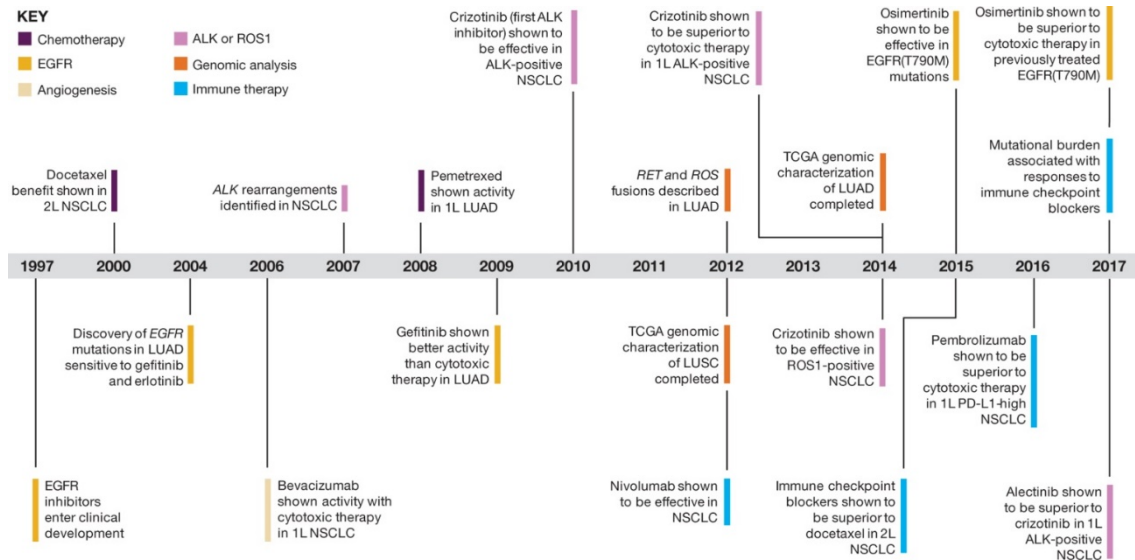 KEY
Chemotherapy
EGFR
Angiogenesis
ALK or ROS1
Genomic analysis
Immune therapy
Crizotinib (first ALK
inhibitor) shown to
be effective in
ALK-positive
NSCLC
Crizotinib shown
to be superior to
cytotoxic therapy
in 1L ALK-positive
NSCLC
Osimertinib
shown to be
effective in
EGFR(T790M)
mutations
Osimertinib shown to be
superior to
cytotoxic therapy in
previously treated
EGFR(T790M)
Docetaxel
benefit shown in
2L NSCLC
ALK rearrangements
identified in NSCLC
Pemetrexed
shown activity
in 1L LUAD
RET and ROS
fusions described
in LUAD
TCGA genomic
characterization
of LUAD
completed
Mutational burden
associated with
responses to
immune checkpoint
blockers
1997 2000 2004 2006 2007 2008 2009 2010 2011 2012 2013 2014 2015 2016 2017
Discovery of EGFR
mutations in LUAD
sensitive to gefitinib
and erlotinib
Gefitinib shown
better activity
than cytotoxic
therapy in LUAD
TCGA genomic
characterization
of LUSC
completed
Crizotinib shown
to be effective in
ROS1-positive
NSCLC
Pembrolizumab
shown to be
superior to
cytotoxic therapy
in 1L PD-L1-high
NSCLC
EGFR
inhibitors
enter clinical
development
Bevacizumab
shown activity with
cytotoxic therapy
in 1L NSCLC
Nivolumab shown
to be effective in
NSCLC
Immune checkpoint
blockers shown to
be superior to
docetaxel in 2L
NSCLC
Alectinib shown
to be superior to
crizotinib in 1L
ALK-positive
NSCLC